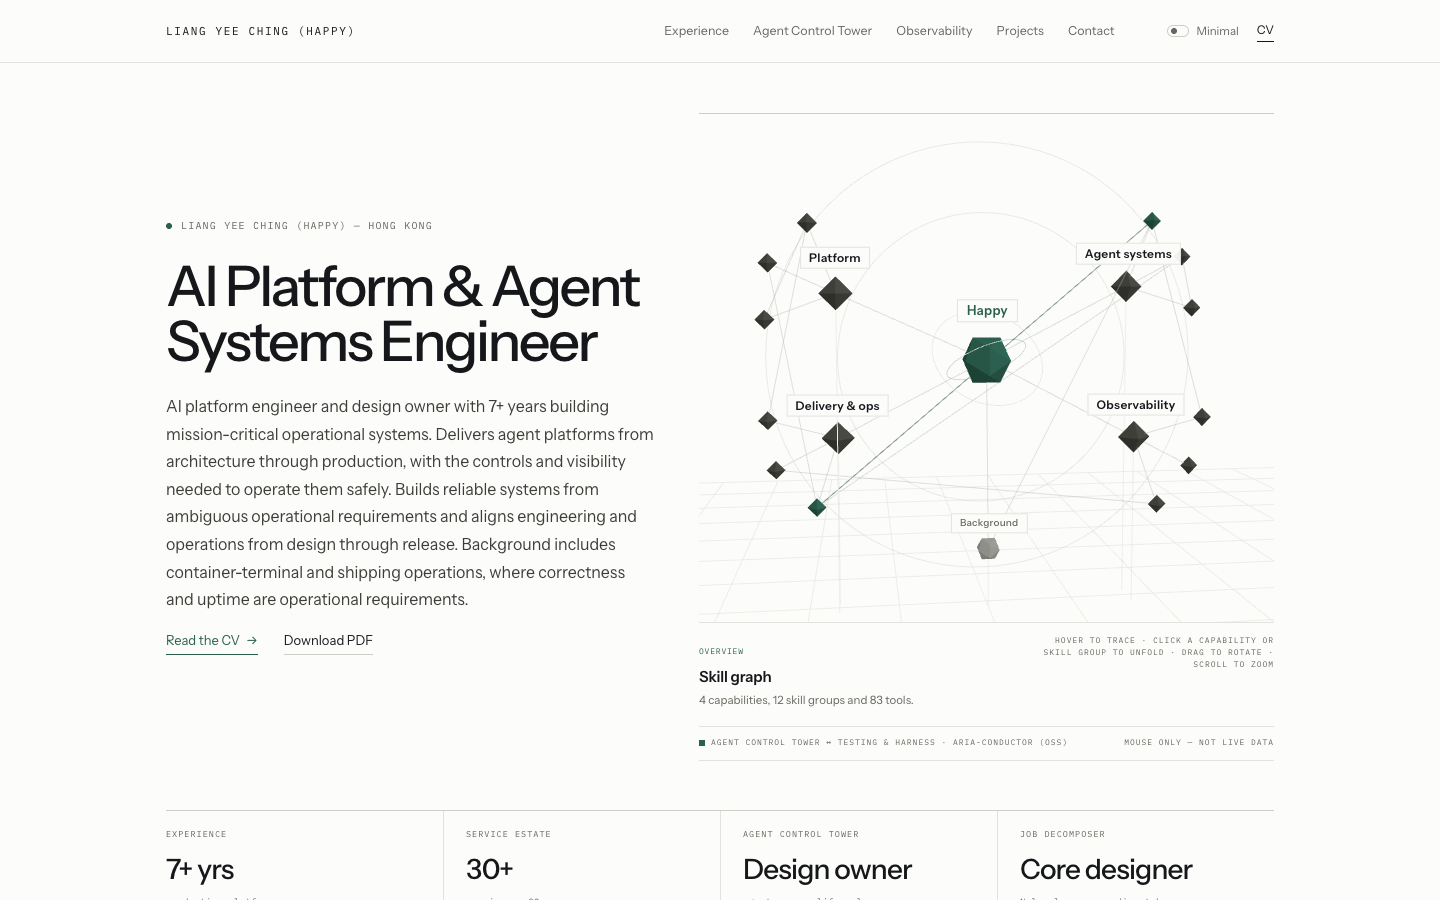 LIANG YEE CHING (HAPPY)
Experience
Agent Control Tower
Observability
Projects
Contact
Minimal
CV
LIANG YEE CHING (HAPPY) — HONG KONG
AI Platform & Agent
Systems Engineer
AI platform engineer and design owner with 7+ years building
mission-critical operational systems. Delivers agent platforms from
architecture through production, with the controls and visibility
needed to operate them safely. Builds reliable systems from
ambiguous operational requirements and aligns engineering and
operations from design through release. Background includes
container-terminal and shipping operations, where correctness
and uptime are operational requirements.
Read the CV →
Download PDF
Platform
Agent systems
Happy
Delivery & ops
Observability
Background
OVERVIEW
Skill graph
4 capabilities, 12 skill groups and 83 tools.
HOVER TO TRACE · CLICK A CAPABILITY OR
SKILL GROUP TO UNFOLD · DRAG TO ROTATE ·
SCROLL TO ZOOM
AGENT CONTROL TOWER ↔ TESTING & HARNESS · ARIA-CONDUCTOR (OSS)
MOUSE ONLY — NOT LIVE DATA
EXPERIENCE
7+ yrs
SERVICE ESTATE
30+
AGENT CONTROL TOWER
Design owner
JOB DECOMPOSER
Core designer